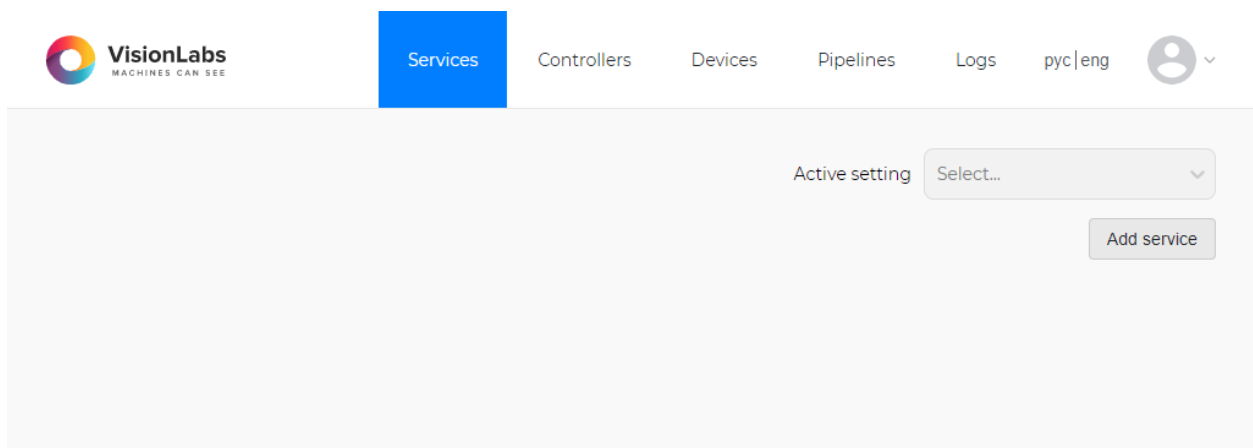 VisionLabs
MACHINES CAN SEE
Services Controllers Devices Pipelines Logs рус|eng
Active setting Select...
Add service